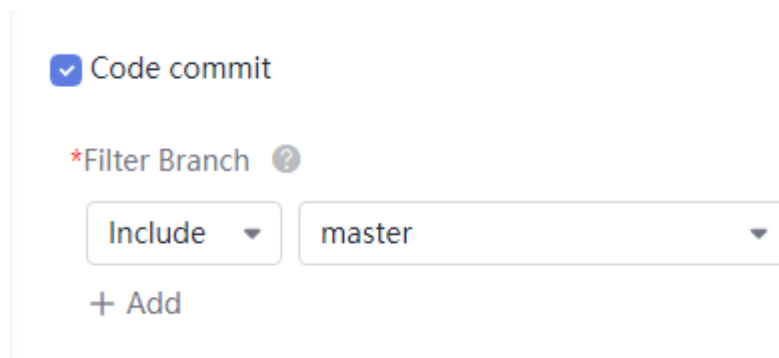 Code commit
*Filter Branch ?
Include master
+ Add